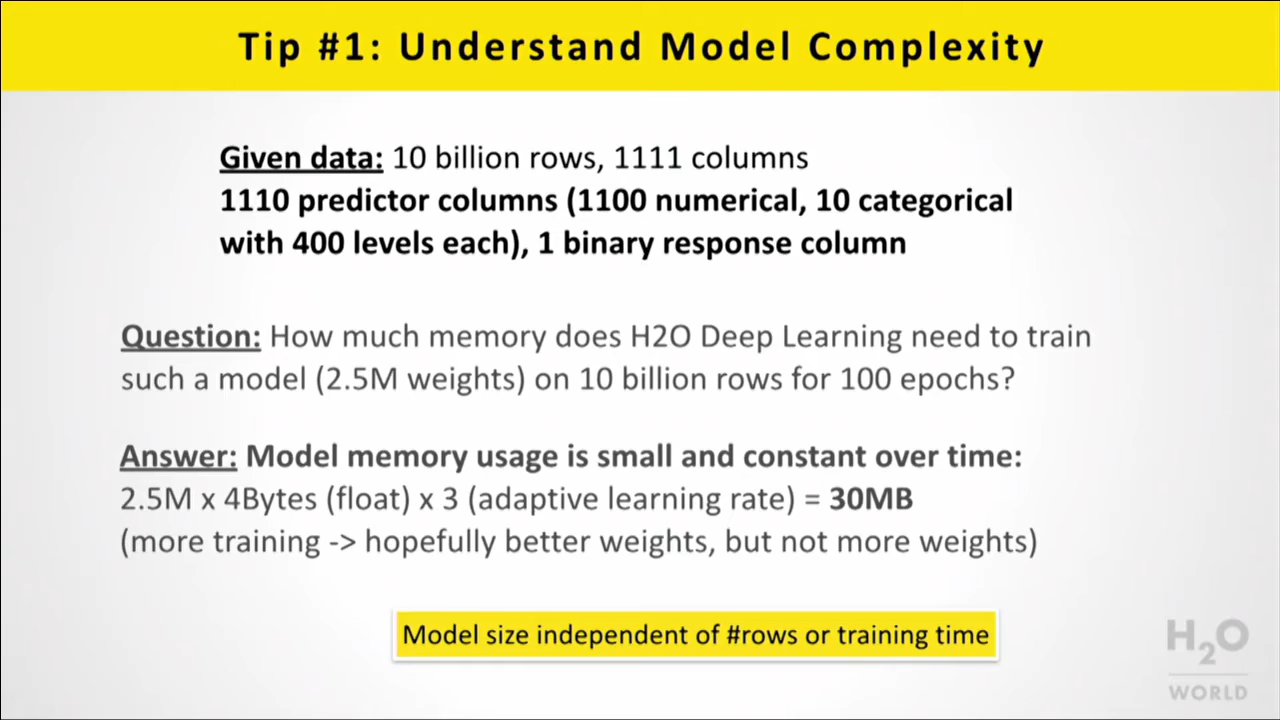 Tip #1: Understand Model Complexity
Given data: 10 billion rows, 1111 columns
1110 predictor columns (1100 numerical, 10 categorical
with 400 levels each), 1 binary response column
Question: How much memory does H2O Deep Learning need to train
such a model (2.5M weights) on 10 billion rows for 100 epochs?
Answer: Model memory usage is small and constant over time:
2.5M x 4Bytes (float) x 3 (adaptive learning rate) = 30MB
(more training -> hopefully better weights, but not more weights)
Model size independent of #rows or training time
H2O
WORLD